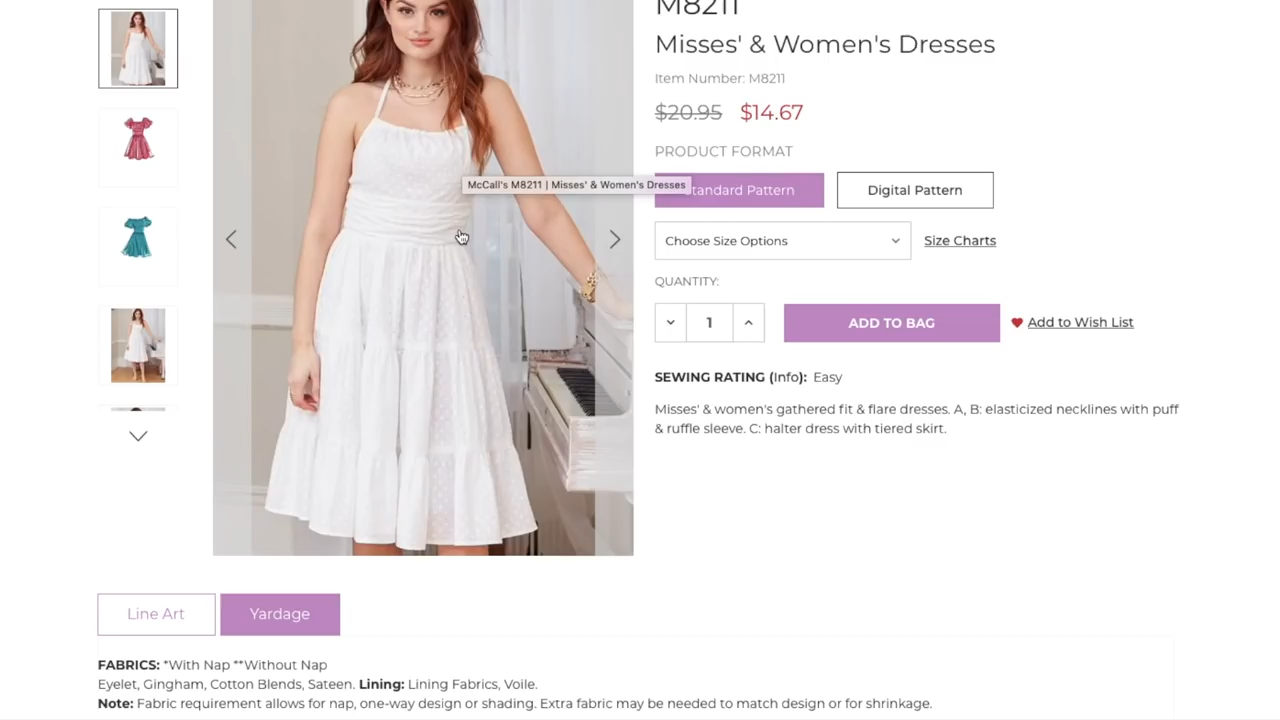 M8211
Misses' & Women's Dresses
Item Number: M8211
$20.95 $14.67
PRODUCT FORMAT
McCall's M8211 | Misses' & Women's Dresses
tandard Pattern
Digital Pattern
Choose Size Options
Size Charts
QUANTITY:
1
ADD TO BAG
Add to Wish List
SEWING RATING (Info): Easy
Misses' & women's gathered fit & flare dresses. A, B: elasticized necklines with puff
& ruffle sleeve. C: halter dress with tiered skirt.
Line Art
Yardage
FABRICS: *With Nap **Without Nap
Eyelet, Gingham, Cotton Blends, Sateen. Lining: Lining Fabrics, Voile.
Note: Fabric requirement allows for nap, one-way design or shading. Extra fabric may be needed to match design or for shrinkage.